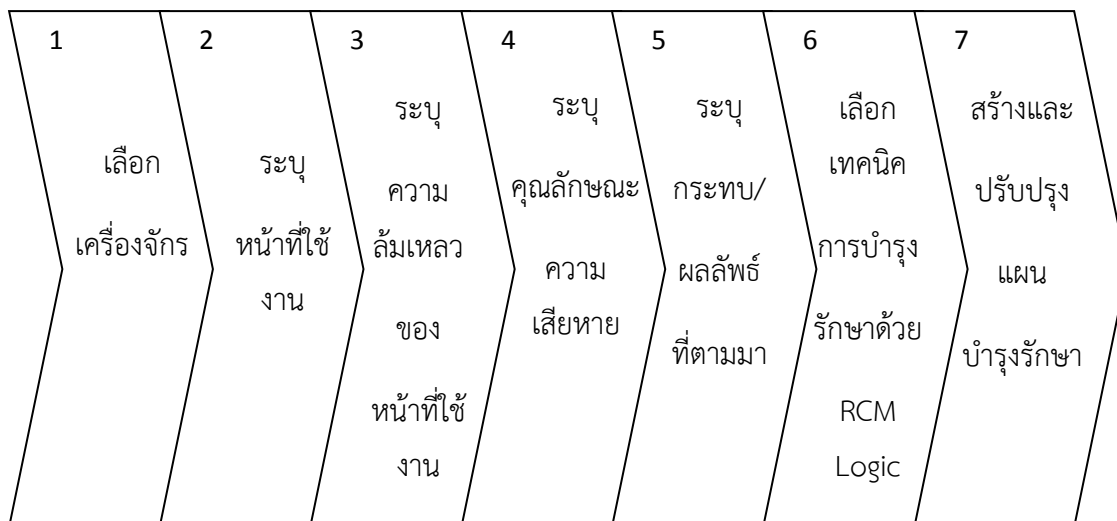 1
เลือก
เครื่องจักร
2
ระบุ
หน้าที่ใช้
งาน
3
ระบุ
ความ
ล้มเหลว
ของ
หน้าที่ใช้
งาน
4
ระบุ
คุณลักษณะ
ความ
เสียหาย
5
ระบุ
กระทบ/
ผลลัพธ์
ที่ตามมา
6
เลือก
เทคนิค
การบำรุง
รักษาด้วย
RCM
Logic
7
สร้างและ
ปรับปรุง
แผน
บำรุงรักษา